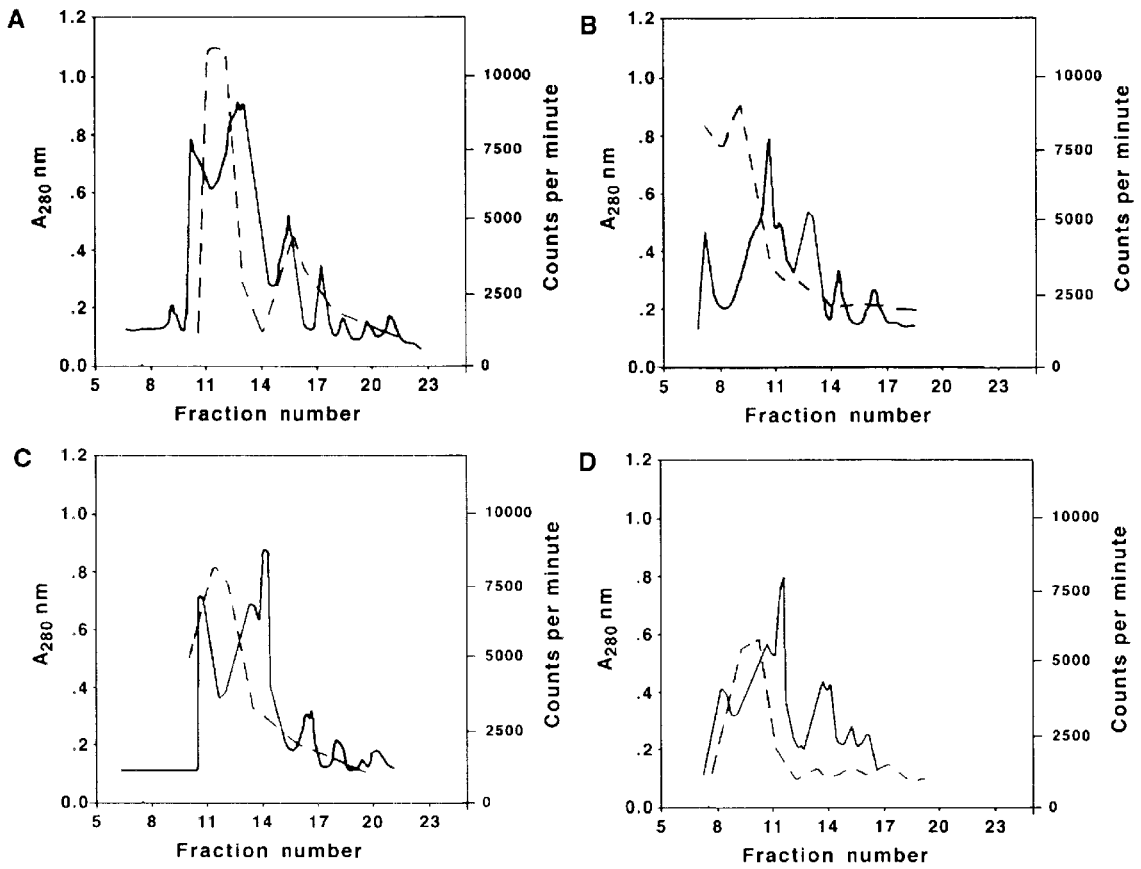 A
1.2
1.0
.8
.6
.4
.2
0.0
A280 nm
10000
7500
5000
2500
0
Counts per minute
5 8 11 14 17 20 23
Fraction number
B
1.2
1.0
.8
.6
.4
.2
0.0
A280 nm
10000
7500
5000
2500
0
Counts per minute
5 8 11 14 17 20 23
Fraction number
C
1.2
1.0
.8
.6
.4
.2
0.0
A280 nm
10000
7500
5000
2500
0
Counts per minute
5 8 11 14 17 20 23
Fraction number
D
1.2
1.0
.8
.6
.4
.2
0.0
A280 nm
10000
7500
5000
2500
0
Counts per minute
5 8 11 14 17 20 23
Fraction number